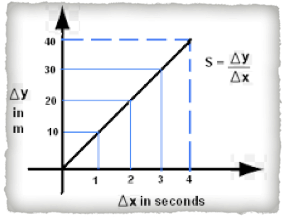 40
30
20
10
Δy
in
m
S = Δy
Δx
1 2 3 4
Δx in seconds